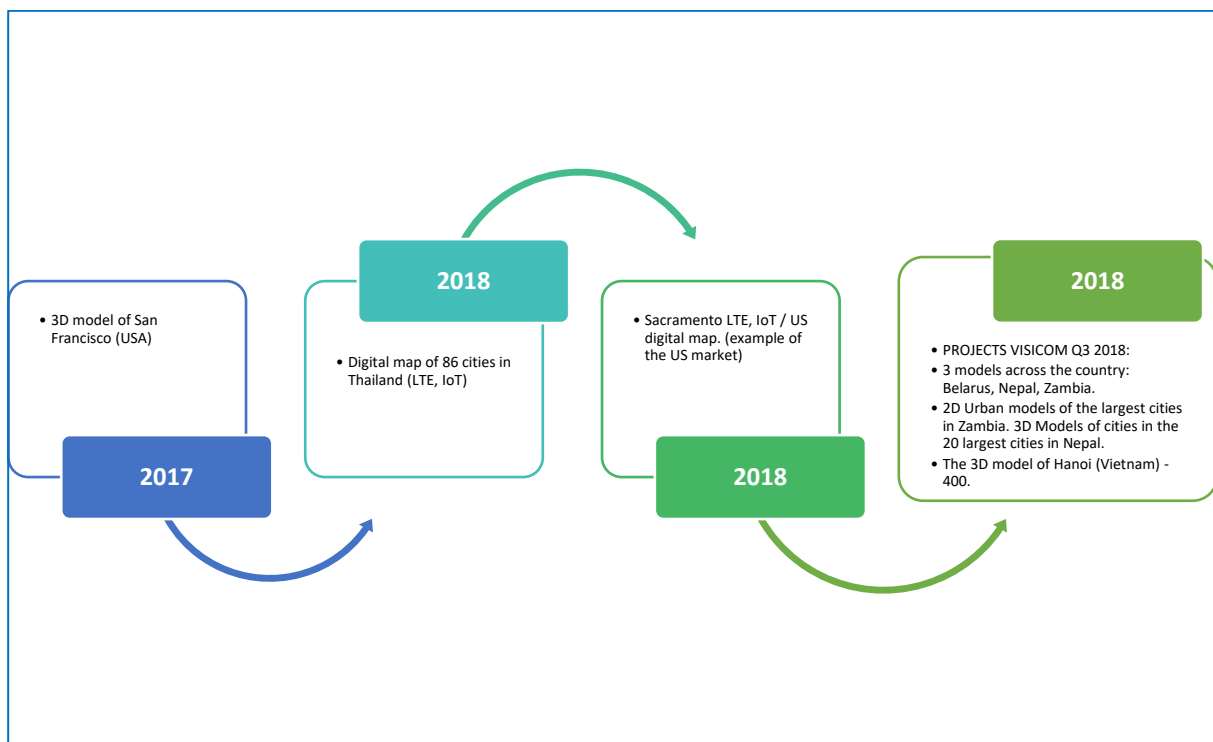 • 3D model of San
Francisco (USA)
2017
2018
• Digital map of 86 cities in
Thailand (LTE, IoT)
• Sacramento LTE, IoT / US
digital map. (example of
the US market)
2018
2018
• PROJECTS VISICOM Q3 2018:
• 3 models across the country:
Belarus, Nepal, Zambia.
• 2D Urban models of the largest cities
in Zambia. 3D Models of cities in the
20 largest cities in Nepal.
• The 3D model of Hanoi (Vietnam) -
400.